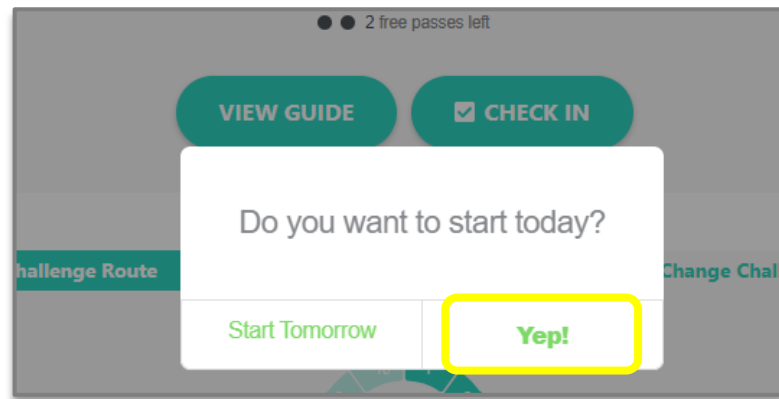 2 free passes left
VIEW GUIDE
CHECK IN
Do you want to start today?
hallenge Route
Change Chal
Start Tomorrow
Yep!